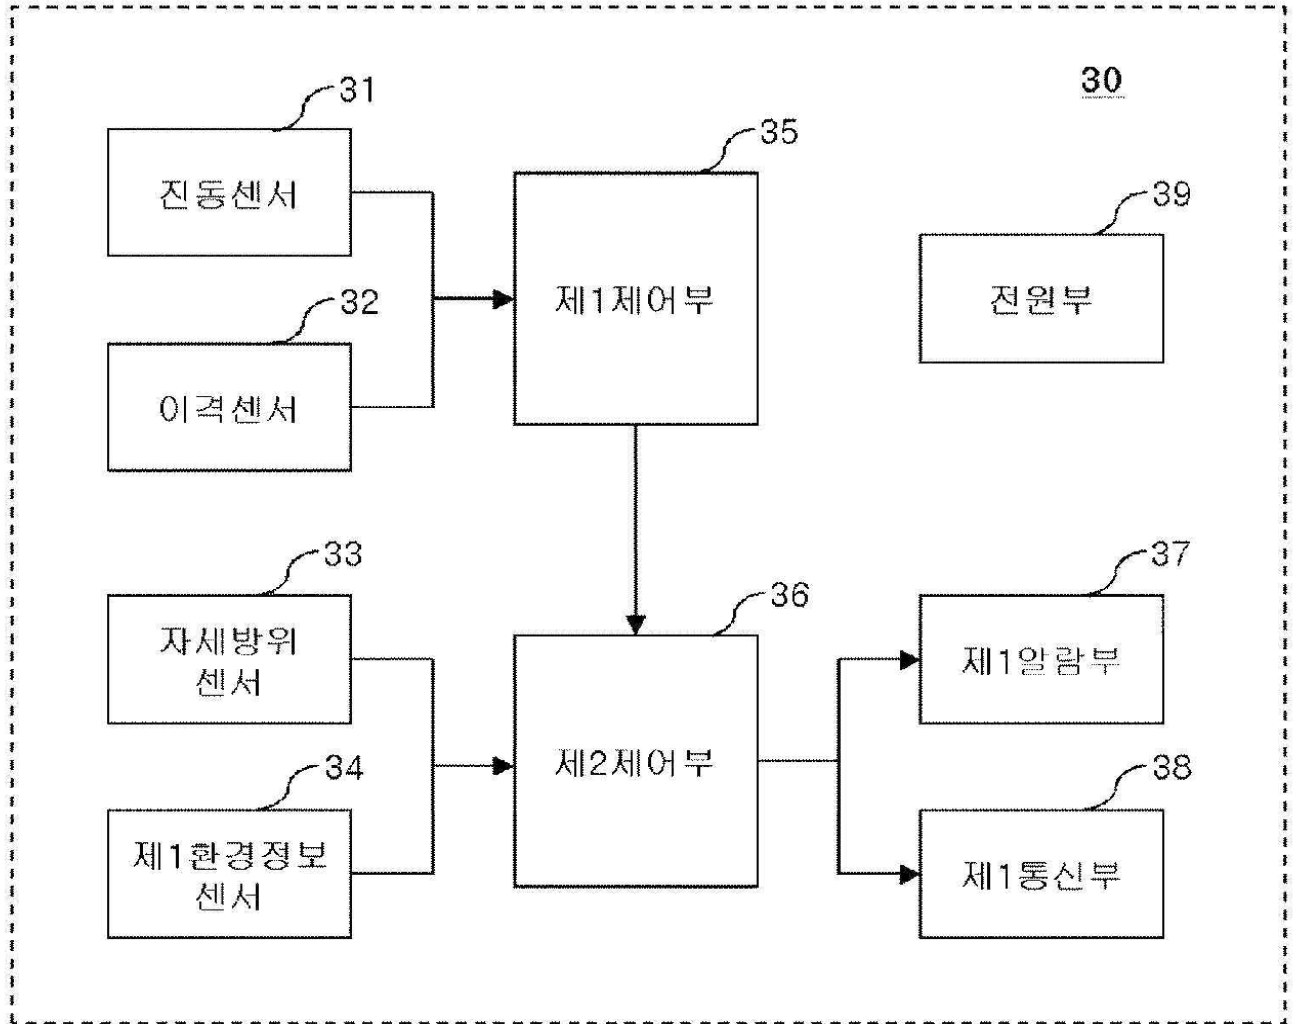 30
31
진동센서
32
이격센서
35
제1제어부
39
전원부
33
자세방위
센서
34
제1환경정보
센서
36
제2제어부
37
제1알람부
38
제1통신부